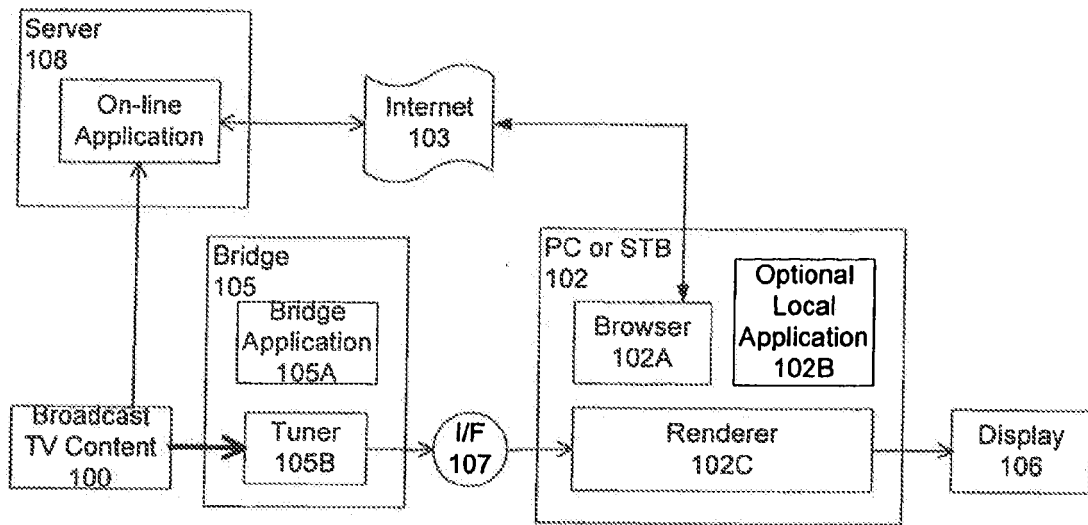 Server
108
On-line
Application
Internet
103
Bridge
105
Bridge
Application
105A
PC or STB
102
Browser
102A
Optional
Local
Application
102B
Broadcast
TV Content
100
Tuner
105B
I/F
107
Renderer
102C
Display
106